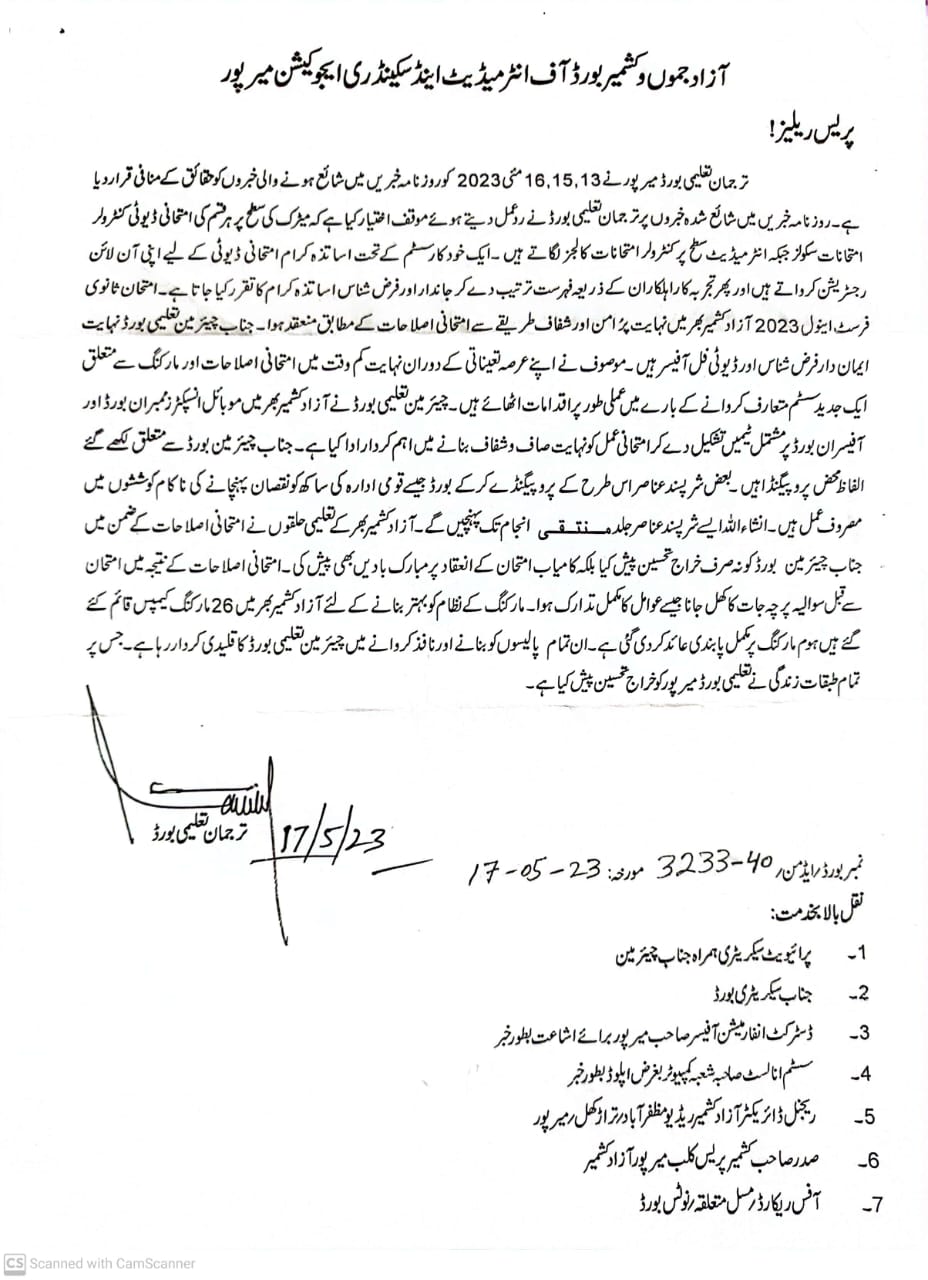 آزاد جموں و کشمیر بورڈ آف انٹرمیڈیٹ اینڈ سکینڈری ایجوکیشن میرپور
پریس ریلیز!
ترجمان تعلیمی بورڈ میرپور نے 16,15,13 مئی 2023 کو روزنامہ خبریں میں شائع ہونے والی خبروں کو حقائق کے منافی قرار دیا
ہے۔ روزنامہ خبریں میں شائع شدہ خبروں پر ترجمان تعلیمی بورڈ نے ردعمل دیتے ہوئے موقف اختیار کیا ہے کہ میٹرک کی سطح پر ہر قسم کی امتحانی ڈیوٹی کنٹرولر
امتحانات سکولز جبکہ انٹرمیڈیٹ سطح پر کنٹرولر امتحانات کالجز لگاتے ہیں ۔ ایک خودکار سسٹم کے تحت اساتذہ کرام امتحانی ڈیوٹی کے لیے اپنی آن لائن
رجٹریشن کرواتے ہیں اور پھر تجربہ کار اہلکاران کے ذریعہ فہرست ترتیب دے کر جاندار اور فرض شناس اساتذہ کرام کا تقرر کیا جاتا ہے۔ امتحان ثانوی
فرسٹ اینول 2023 آزاد کشمیر بھر میں نہایت پرُ امن اور شفاف طریقے سے امتحانی اصلاحات کے مطابق منعقد ہوا۔ جناب چیئرمین تعلیمی بورڈ نہایت
ایمان دار فرض شناس اور ڈیوٹی فل آفیسر ہیں ۔ موصوف نے اپنے عرصہ تعیناتی کے دوران نہایت کم وقت میں امتحانی اصلاحات اور مارکنگ سے متعلق
ایک جدید سسٹم متعارف کروانے کے بارے میں عملی طور پر اقدامات اٹھائے ہیں۔ چیئرمین تعلیمی بورڈ نے آزاد کشمیر بھر میں موبائل انسپکٹرز ممبران بورڈ اور
آفیسران بورڈ پر مشتمل ٹیمیں تشکیل دے کر امتحانی عمل کو نہایت صاف و شفاف بنانے میں اہم کردار ادا کیا ہے۔ جناب چیئرمین بورڈ سے متعلق لکھے گئے
الفاظ محض پروپیگنڈا ہیں ۔ بعض شر پسند عناصر اس طرح کے پروپیگنڈے کر کے بورڈ جیسے قومی ادارہ کی ساکھ کو نقصان پہنچانے کی ناکام کوششوں میں
مصروف عمل ہیں۔ انشاء اللہ ایسے شر پسند عناصر جلد منتقی انجام تک پہنچیں گے۔ آزاد کشمیر بھر کے تعلیمی حلقوں نے امتحانی اصلاحات کے ضمن میں
جناب چیئرمین بورڈ کو نہ صرف خراج تحسین پیش کیا بلکہ کامیاب امتحان کے انعقاد پر مبارک بادیں بھی پیش کی۔ امتحانی اصلاحات کے نتیجہ میں امتحان
سے قبل سوالیہ پرچہ جات کا کھل جانا جیسے عوامل کا مکمل تدارک ہوا۔ مارکنگ کے نظام کو بہتر بنانے کے لئے آزاد کشمیر بھر میں 26 مارکنگ کیمپس قائم کئے
گئے ہیں ہوم مارکنگ پر مکمل پابندی عائد کر دی گئی ہے۔ ان تمام پالیسوں کو بنانے اور نافذ کروانے میں چیئرمین تعلیمی بورڈ کا قلیدی کردار رہا ہے۔ جس پر
تمام طبقات زندگی نے تعلیمی بورڈ میرپور کو خراج تحسین پیش کیا ہے۔
ترجمان تعلیمی بورڈ
17/5/23
نمبر بورڈ/ایڈمن/ 3233-40 مورخہ: 17-05-23
نقل بالا بخدمت:
1۔ پرائیویٹ سیکریٹری ہمراہ جناب چیئرمین
2۔ جناب سیکریٹری بورڈ
3۔ ڈسٹرکٹ انفارمیشن آفیسر صاحب میرپور برائے اشاعت بطور خبر
4۔ سسٹم انالسٹ صاحبہ شعبہ کمپیوٹر بغرض اپلوڈ بطور خبر
5۔ ریجنل ڈائریکٹر آزاد کشمیر ریڈیو مظفر آباد/تراڑکھل/میرپور
6۔ صدر صاحب کشمیر پریس کلب میرپور آزاد کشمیر
7۔ آفس ریکارڈ/مسل متعلقہ/نوٹس بورڈ
CS Scanned with CamScanner